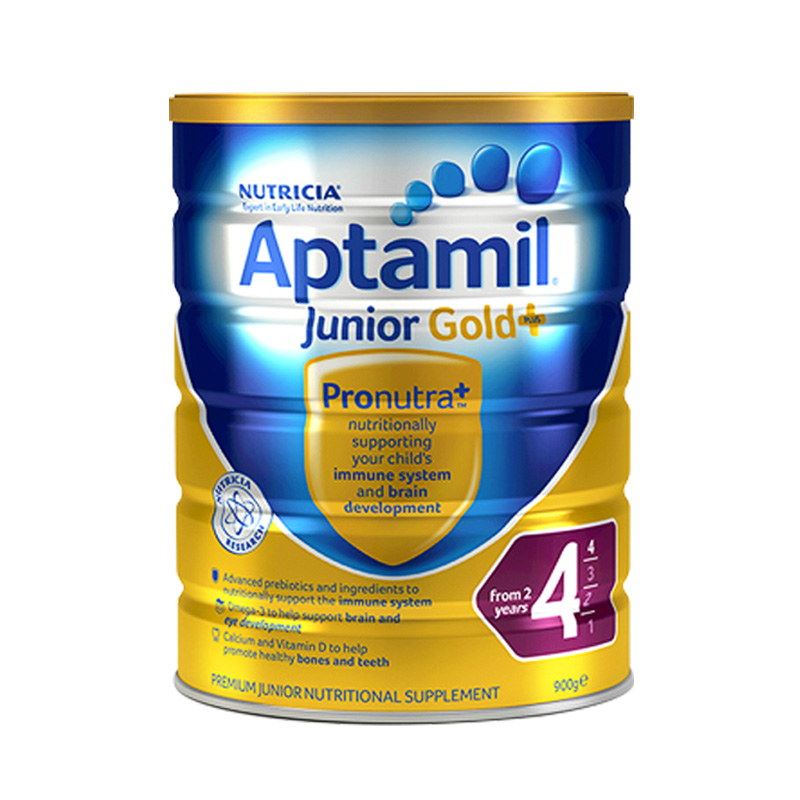 NUTRICIA
Expert in Early Life Nutrition
Aptamil®
Junior Gold+ PLUS
Pronutra+™
nutritionally
supporting
your child's
immune system
and brain
development
NUTRICIA
RESEARCH
Advanced prebiotics and ingredients to
nutritionally support the immune system
Omega-3 to help support brain and
eye development
Calcium and Vitamin D to help
promote healthy bones and teeth
From 2
years
4
4
3
2
1
PREMIUM JUNIOR NUTRITIONAL SUPPLEMENT
900g℮